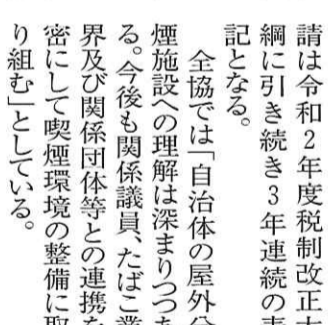 請は令和2年度税制改正大
綱に引き続き3年連続の
記となる。
　全協では「自治体の屋外分
煙施設への理解は深まりつつあ
る。今後も関係議員、たばこ業
界及び関係団体等との連携を
密にして喫煙環境の整備に取
り組む」としている。